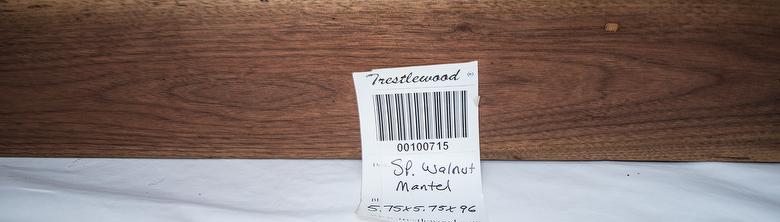 Trestlewood
00100715
SP. Walnut
Mantel
5.75x5.75x96